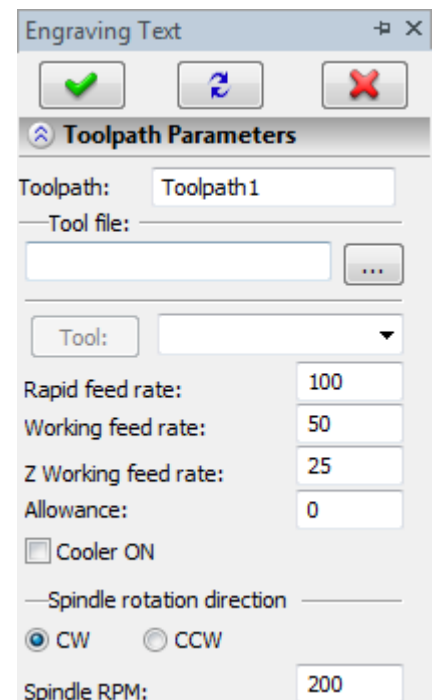 Engraving Text
Toolpath Parameters
Toolpath: Toolpath1
Tool file:
...
Tool:
Rapid feed rate: 100
Working feed rate: 50
Z Working feed rate: 25
Allowance: 0
Cooler ON
Spindle rotation direction
CW CCW
Spindle RPM: 200